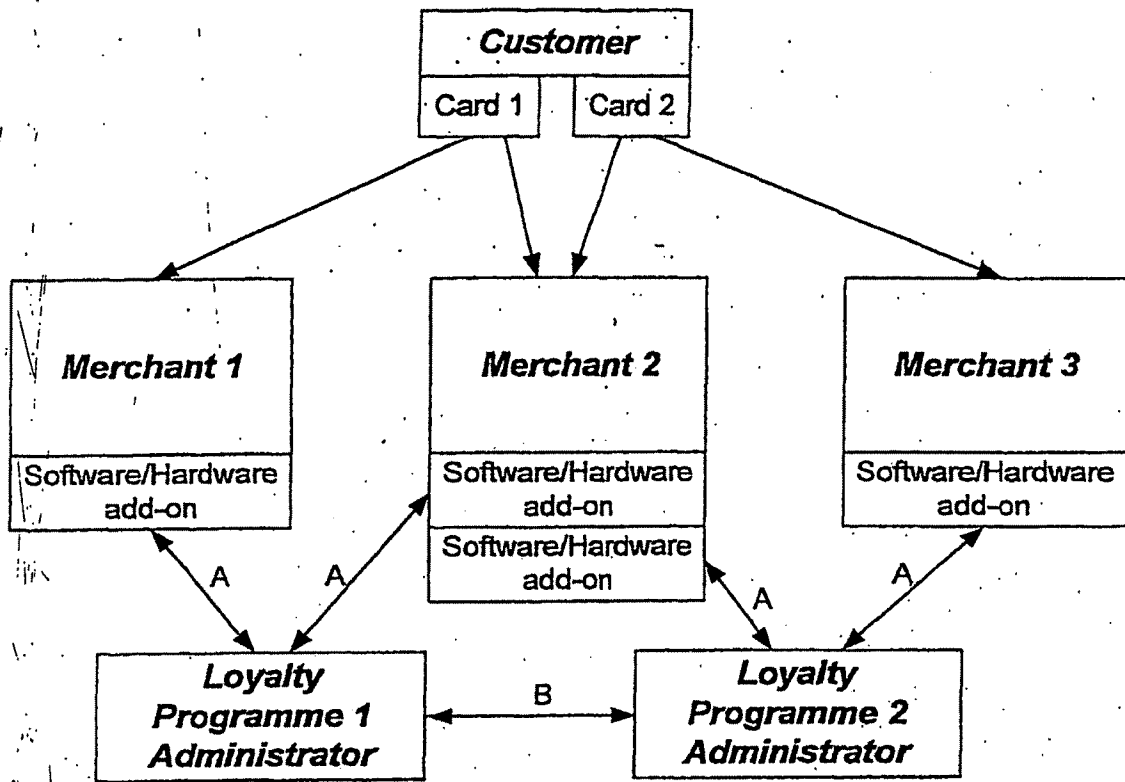 Customer
Card 1
Card 2
Merchant 1
Merchant 2
Merchant 3
Software/Hardware
add-on
Software/Hardware
add-on
Software/Hardware
add-on
Software/Hardware
add-on
A
A
A
A
Loyalty
Programme 1
Administrator
B
Loyalty
Programme 2
Administrator